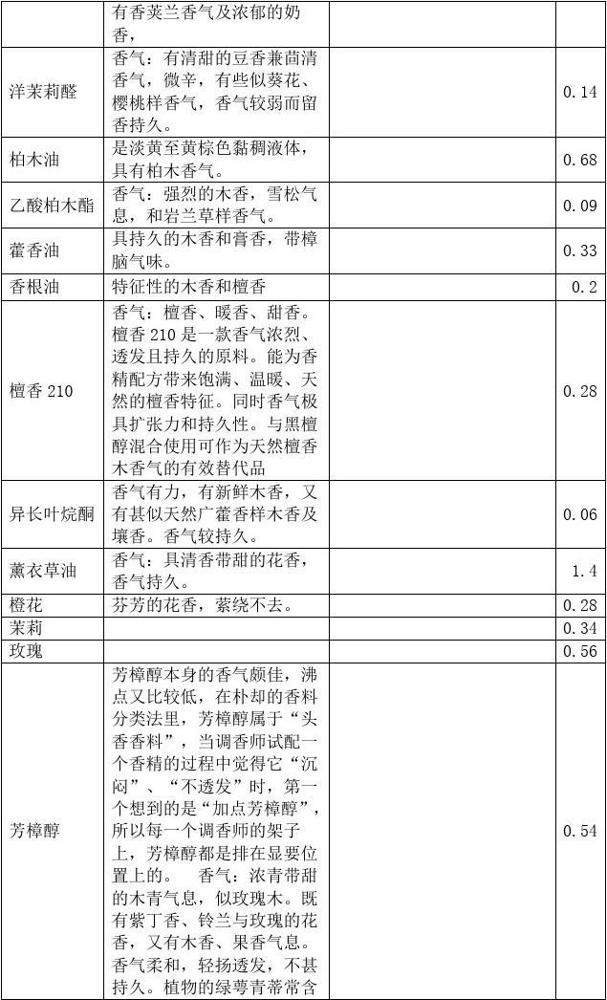 有香荚兰香气及浓郁的奶
香，
洋茉莉醛
香气：有清甜的豆香兼茴清
香气，微辛，有些似葵花、
樱桃样香气，香气较弱而留
香持久。
0.14
柏木油
是淡黄至黄棕色黏稠液体，
具有柏木香气。
0.68
乙酸柏木酯
香气：强烈的木香，雪松气
息，和岩兰草样香气。
0.09
藿香油
具持久的木香和膏香，带樟
脑气味。
0.33
香根油
特征性的木香和檀香
0.2
檀香 210
香气：檀香、暖香、甜香。
檀香 210 是一款香气浓烈、
透发且持久的原料。能为香
精配方带来饱满、温暖、天
然的檀香特征。同时香气极
具扩张力和持久性。与黑檀
醇混合使用可作为天然檀香
木香气的有效替代品
0.28
异长叶烷酮
香气有力，有新鲜木香，又
有甚似天然广藿香样木香及
壤香。香气较持久。
0.06
薰衣草油
香气：具清香带甜的花香，
香气持久。
1.4
橙花
芬芳的花香，萦绕不去。
0.28
茉莉
0.34
玫瑰
0.56
芳樟醇
芳樟醇本身的香气颇佳，沸
点又比较低，在朴却的香料
分类法里，芳樟醇属于“头
香香料”，当调香师试配一
个香精的过程中觉得它“沉
闷”、“不透发”时，第一
个想到的是“加点芳樟醇”，
所以每一个调香师的架子
上，芳樟醇都是排在显要位
置上的。 香气：浓青带甜
的木青气息，似玫瑰木。既
有紫丁香、铃兰与玫瑰的花
香，又有木香、果香气息。
香气柔和，轻扬透发，不甚
持久。植物的绿萼青蒂常含
0.54